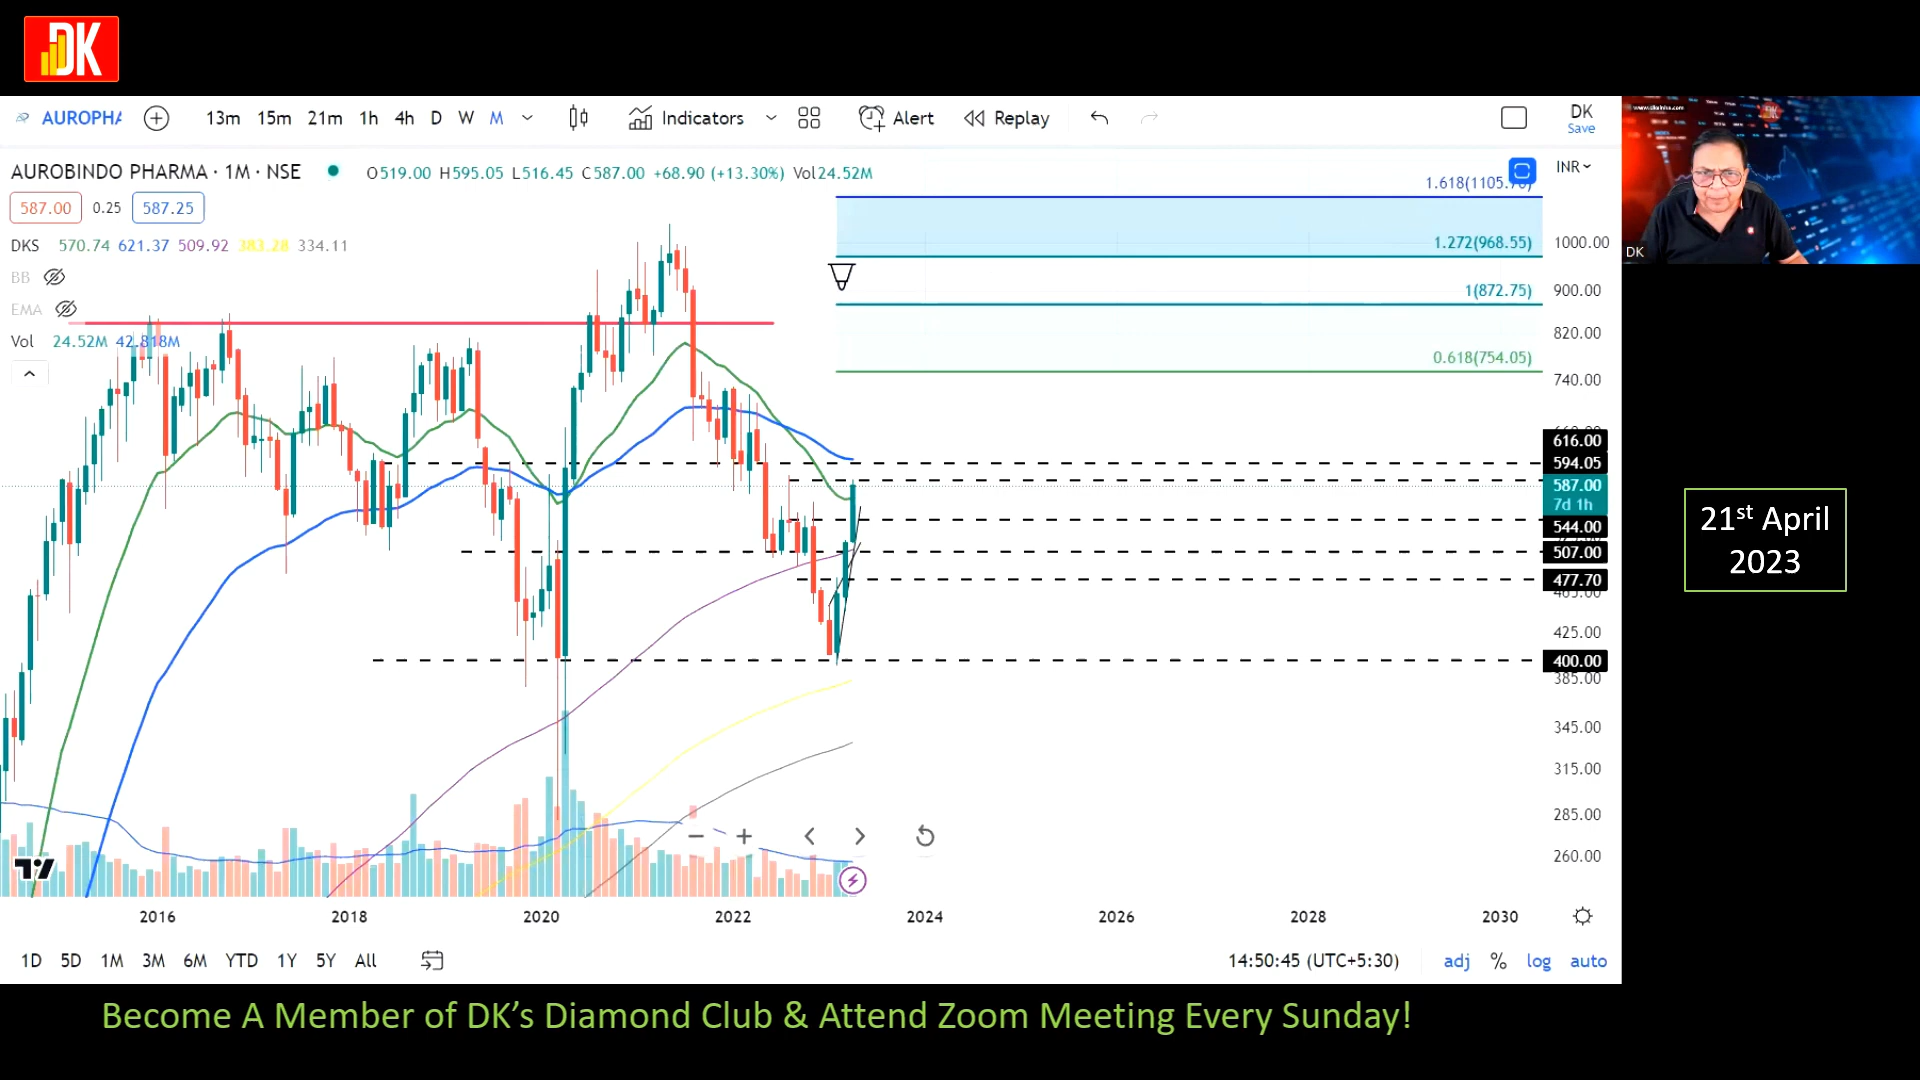 DK
AUROPHA
13m 15m 21m 1h 4h D W M
Indicators
Alert
Replay
DK
Save
AUROBINDO PHARMA · 1M · NSE
O519.00 H595.05 L516.45 C587.00 +68.90 (+13.30%) Vol24.52M
INR
587.00 0.25 587.25
DKS 570.74 621.37 509.92 383.28 334.11
BB
EMA
Vol 24.52M 42.818M
1.272(968.55)
1(872.75)
0.618(754.05)
1000.00
900.00
820.00
740.00
616.00
594.05
587.00
7d 1h
544.00
507.00
477.70
425.00
400.00
385.00
345.00
315.00
285.00
260.00
2016 2018 2020 2022 2024 2026 2028 2030
1D 5D 1M 3M 6M YTD 1Y 5Y All
14:50:45 (UTC+5:30)
adj % log auto
DK
21st April
2023
Become A Member of DK’s Diamond Club & Attend Zoom Meeting Every Sunday!